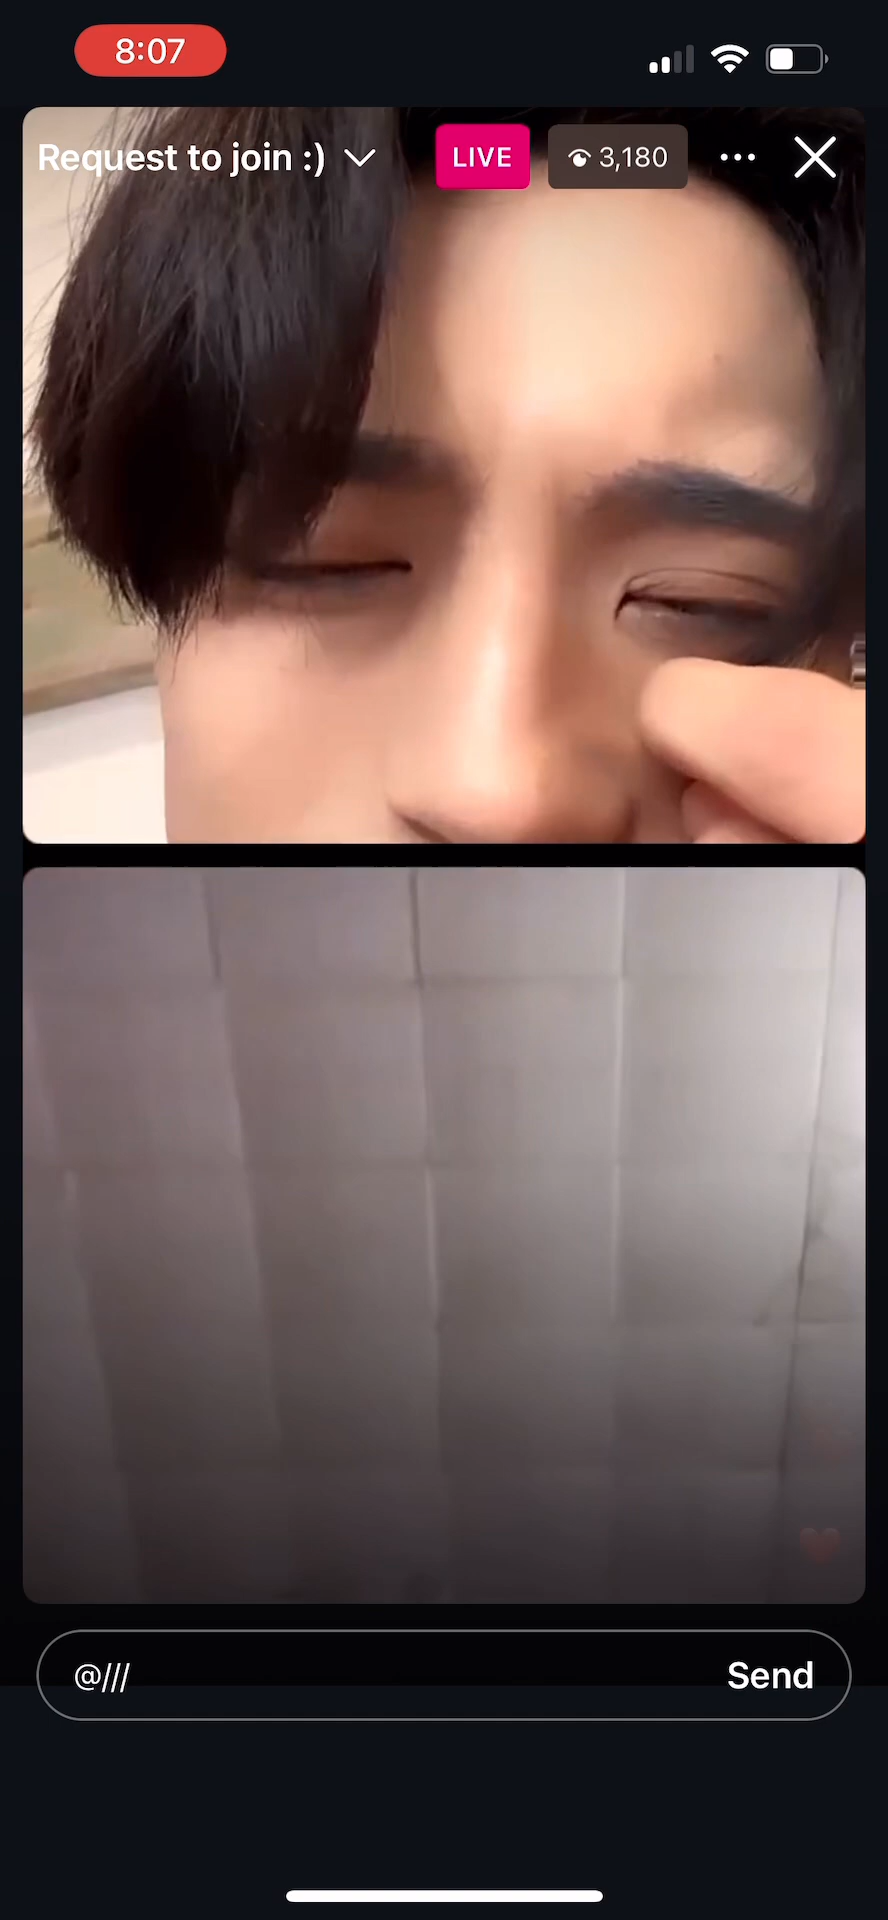 8:07
Request to join :)
LIVE
3,180
@///
Send